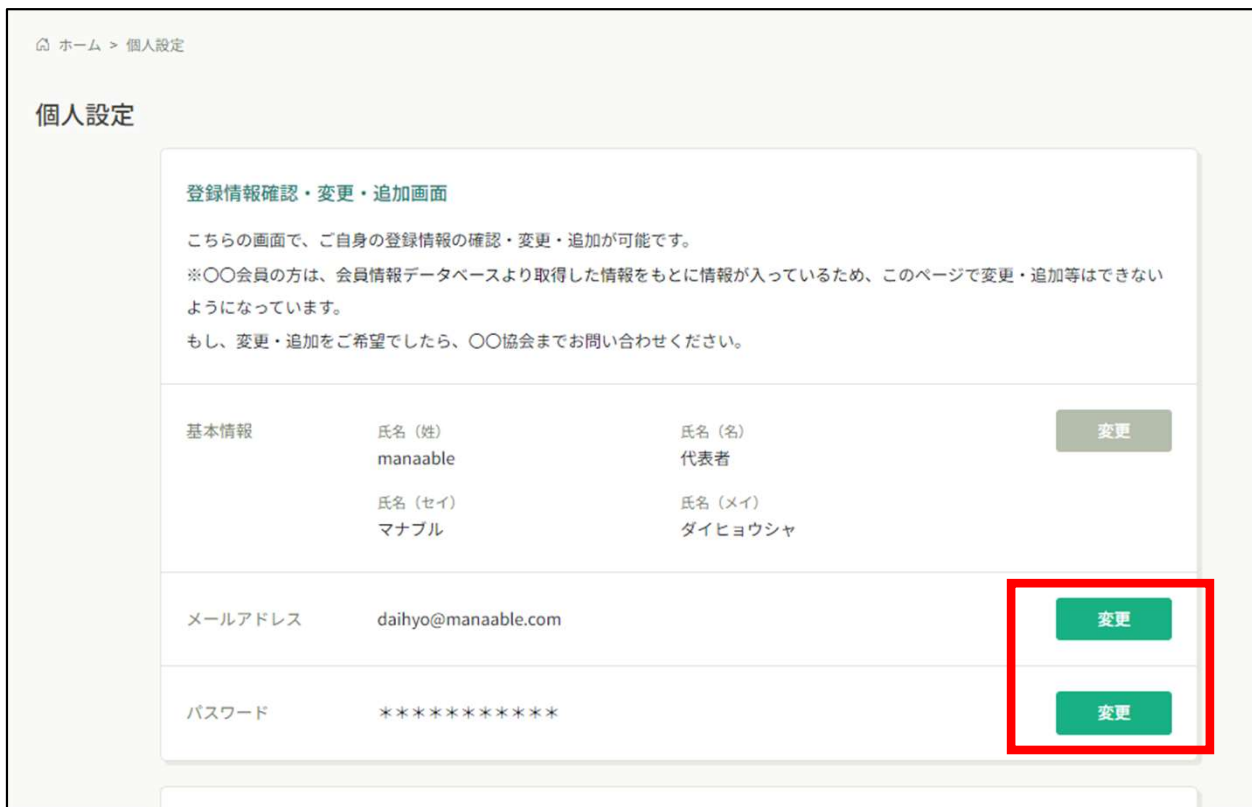 ホーム > 個人設定
個人設定
登録情報確認・変更・追加画面
こちらの画面で、ご自身の登録情報の確認・変更・追加が可能です。
※〇〇会員の方は、会員情報データベースより取得した情報をもとに情報が入っているため、このページで変更・追加等はできない
ようになっています。
もし、変更・追加をご希望でしたら、〇〇協会までお問い合わせください。
基本情報 氏名（姓） 氏名（名） 変更
manaable 代表者
氏名（セイ） 氏名（メイ）
マナブル ダイヒョウシャ
メールアドレス daihyo@manaable.com 変更
パスワード ＊＊＊＊＊＊＊＊＊＊＊ 変更